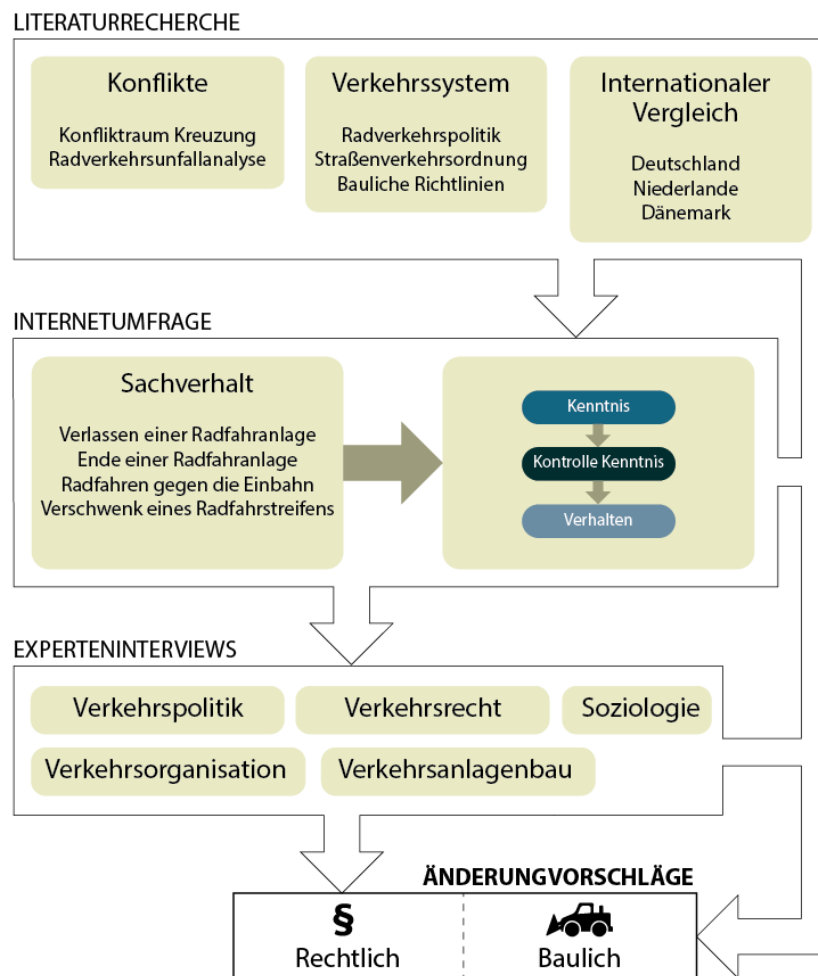 LITERATURRECHERCHE
Konflikte
Konfliktraum Kreuzung
Radverkehrsunfallanalyse
Verkehrssystem
Radverkehrspolitik
Straßenverkehrsordnung
Bauliche Richtlinien
Internationaler
Vergleich
Deutschland
Niederlande
Dänemark
INTERNETUMFRAGE
Sachverhalt
Verlassen einer Radfahranlage
Ende einer Radfahranlage
Radfahren gegen die Einbahn
Verschwenk eines Radfahrstreifens
Kenntnis
Kontrolle Kenntnis
Verhalten
EXPERTENINTERVIEWS
Verkehrspolitik
Verkehrsrecht
Soziologie
Verkehrsorganisation
Verkehrsanlagenbau
ÄNDERUNGVORSCHLÄGE
§
Rechtlich
Baulich